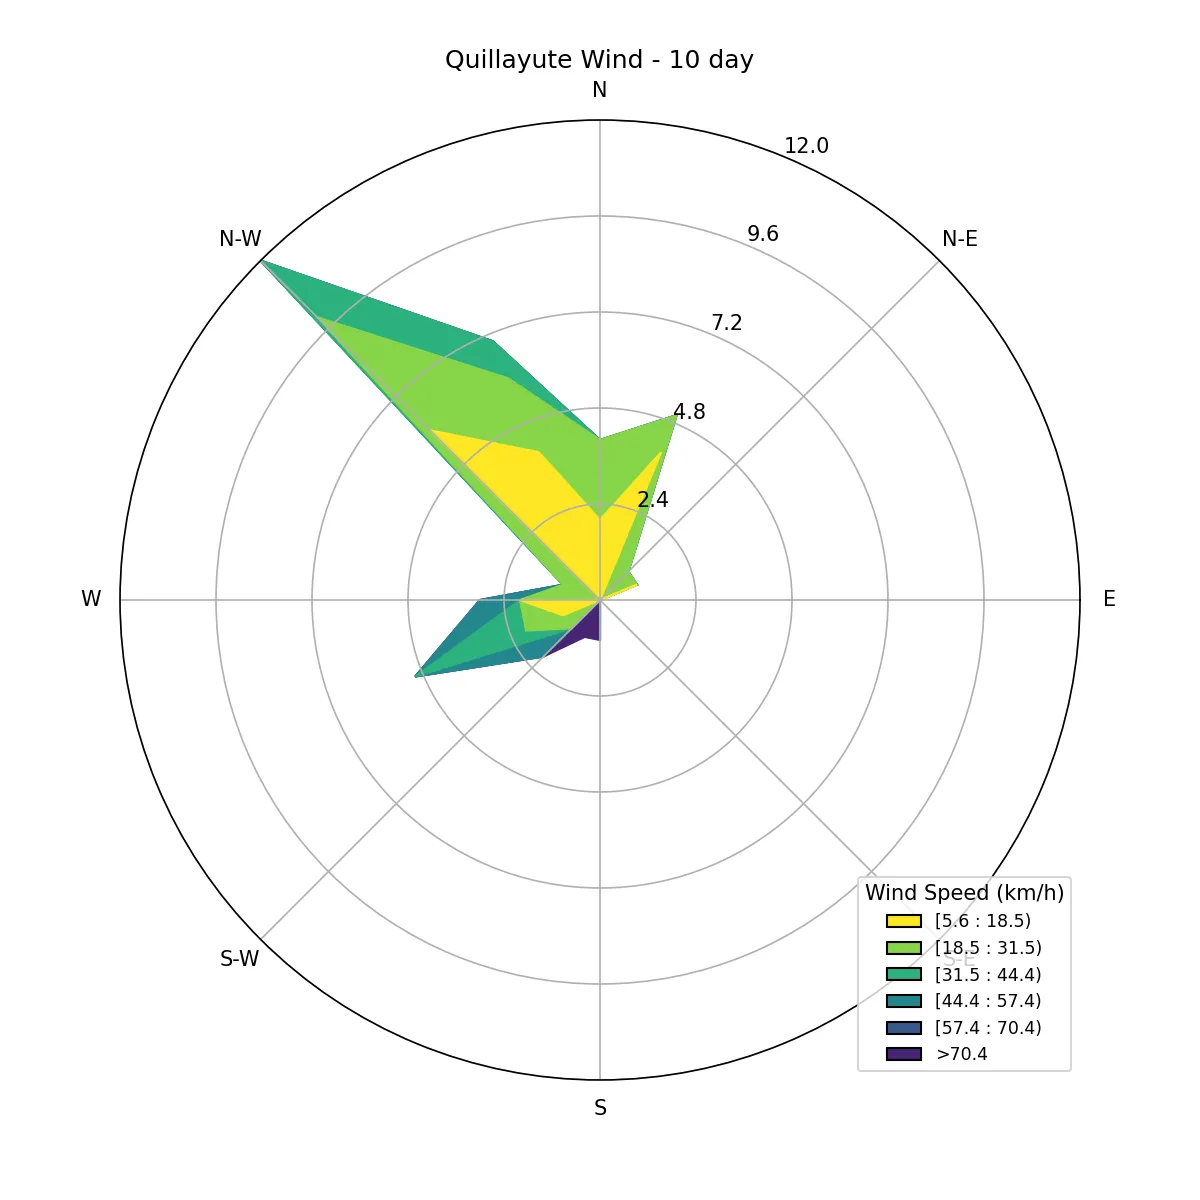 Quillayute Wind - 10 day
N
12.0
9.6
N-W
N-E
7.2
4.8
2.4
W
E
Wind Speed (km/h)
[5.6 : 18.5)
[18.5 : 31.5)
S-W
S-E
[31.5 : 44.4)
[44.4 : 57.4)
[57.4 : 70.4)
>70.4
S